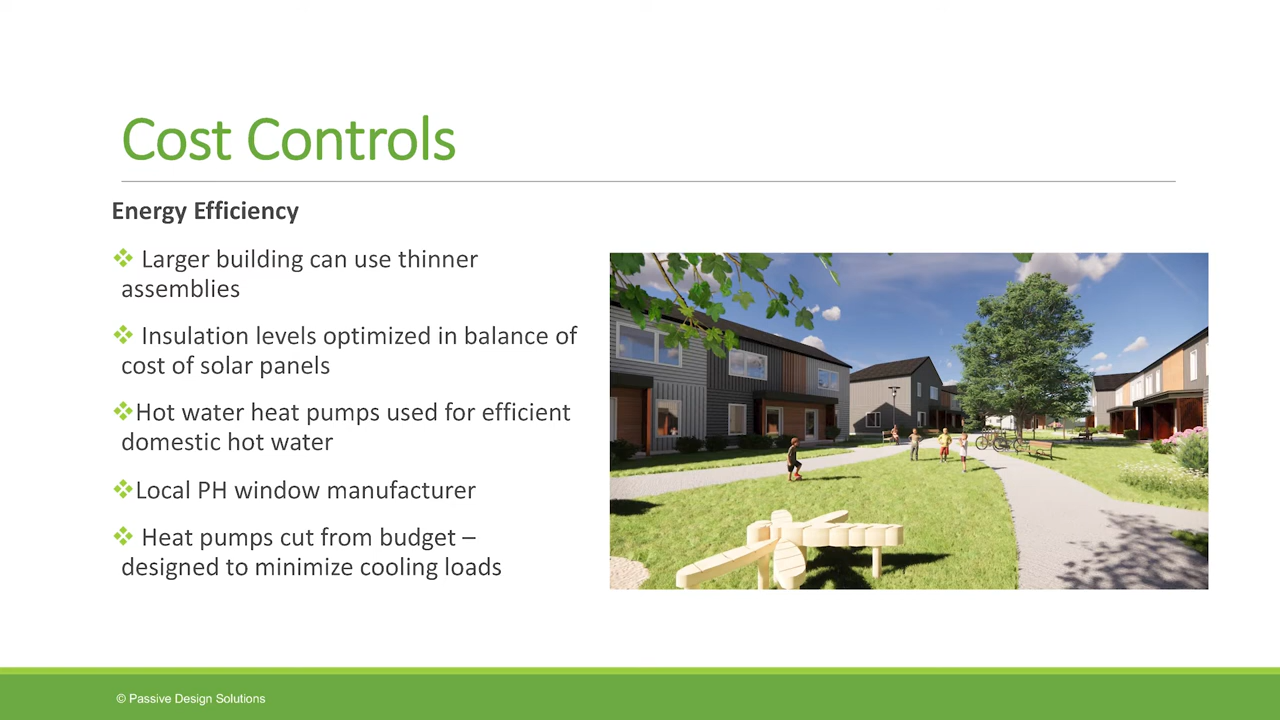 Cost Controls
Energy Efficiency
❖ Larger building can use thinner
assemblies
❖ Insulation levels optimized in balance of
cost of solar panels
❖Hot water heat pumps used for efficient
domestic hot water
❖Local PH window manufacturer
❖ Heat pumps cut from budget –
designed to minimize cooling loads
© Passive Design Solutions